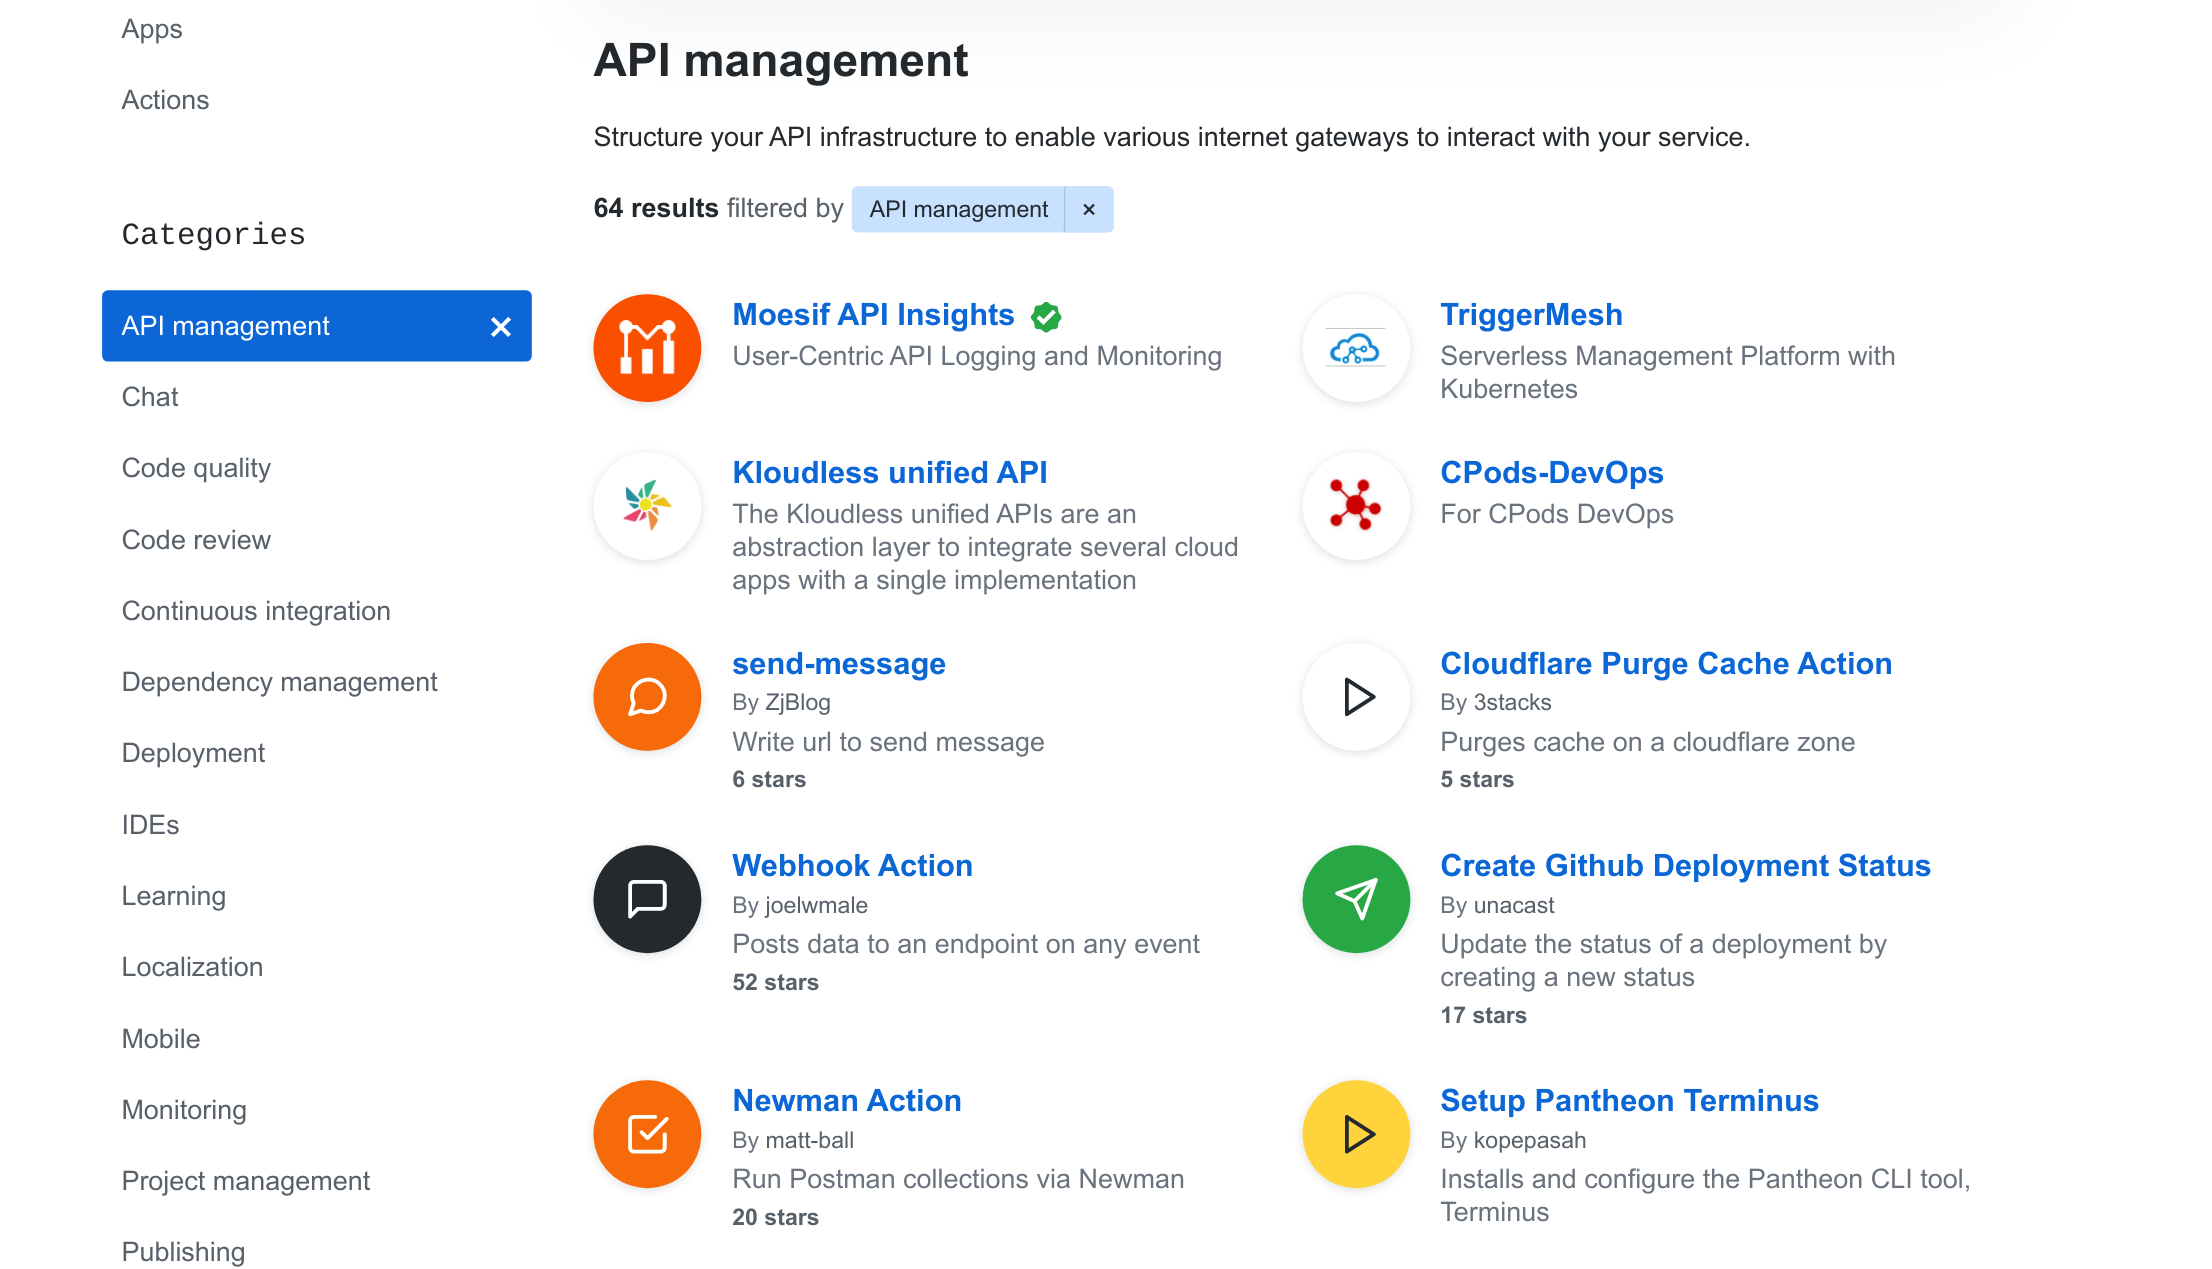 Apps
Actions
Categories
API management
Chat
Code quality
Code review
Continuous integration
Dependency management
Deployment
IDEs
Learning
Localization
Mobile
Monitoring
Project management
Publishing
API management
Structure your API infrastructure to enable various internet gateways to interact with your service.
64 results filtered by API management ×
Moesif API Insights
User-Centric API Logging and Monitoring
TriggerMesh
Serverless Management Platform with
Kubernetes
Kloudless unified API
The Kloudless unified APIs are an
abstraction layer to integrate several cloud
apps with a single implementation
CPods-DevOps
For CPods DevOps
send-message
By ZjBlog
Write url to send message
6 stars
Cloudflare Purge Cache Action
By 3stacks
Purges cache on a cloudflare zone
5 stars
Webhook Action
By joelwmale
Posts data to an endpoint on any event
52 stars
Create Github Deployment Status
By unacast
Update the status of a deployment by
creating a new status
17 stars
Newman Action
By matt-ball
Run Postman collections via Newman
20 stars
Setup Pantheon Terminus
By kopepasah
Installs and configure the Pantheon CLI tool,
Terminus